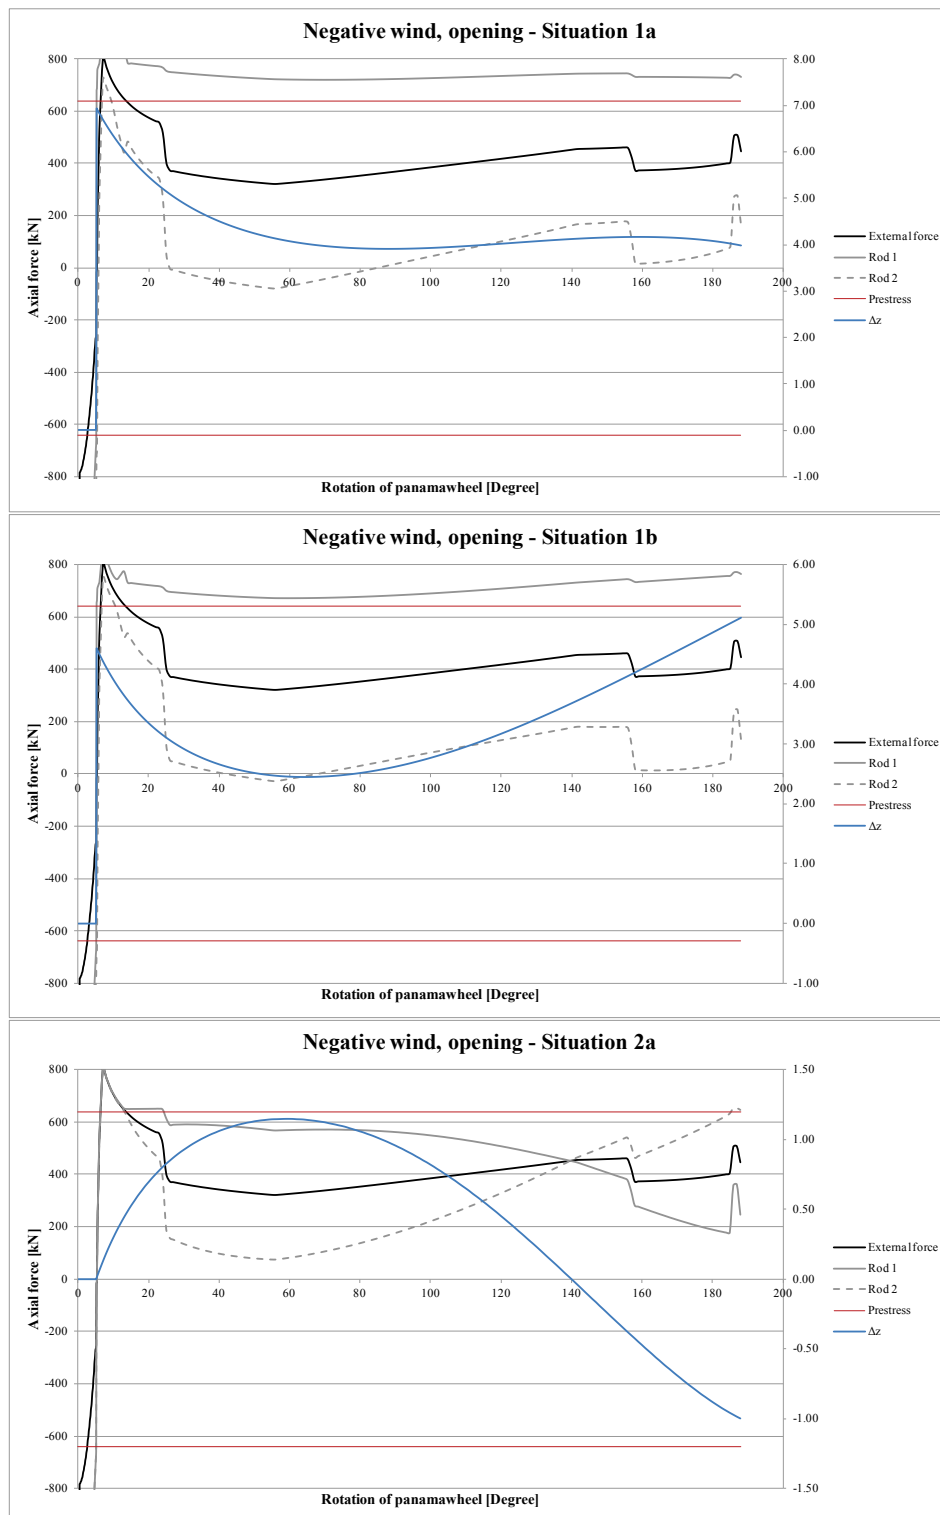 Negative wind, opening - Situation 1a
800
600
400
200
0
-200
-400
-600
-800
Axial force [kN]
0 20 40 60 80 100 120 140 160 180 200
8.00
7.00
6.00
5.00
4.00
3.00
2.00
1.00
0.00
-1.00
Rotation of panamawheel [Degree]
External force
Rod 1
Rod 2
Prestress
Δz
Negative wind, opening - Situation 1b
800
600
400
200
0
-200
-400
-600
-800
Axial force [kN]
0 20 40 60 80 100 120 140 160 180 200
6.00
5.00
4.00
3.00
2.00
1.00
0.00
-1.00
Rotation of panamawheel [Degree]
External force
Rod 1
Rod 2
Prestress
Δz
Negative wind, opening - Situation 2a
800
600
400
200
0
-200
-400
-600
-800
Axial force [kN]
0 20 40 60 80 100 120 140 160 180 200
1.50
1.00
0.50
0.00
-0.50
-1.00
-1.50
Rotation of panamawheel [Degree]
External force
Rod 1
Rod 2
Prestress
Δz